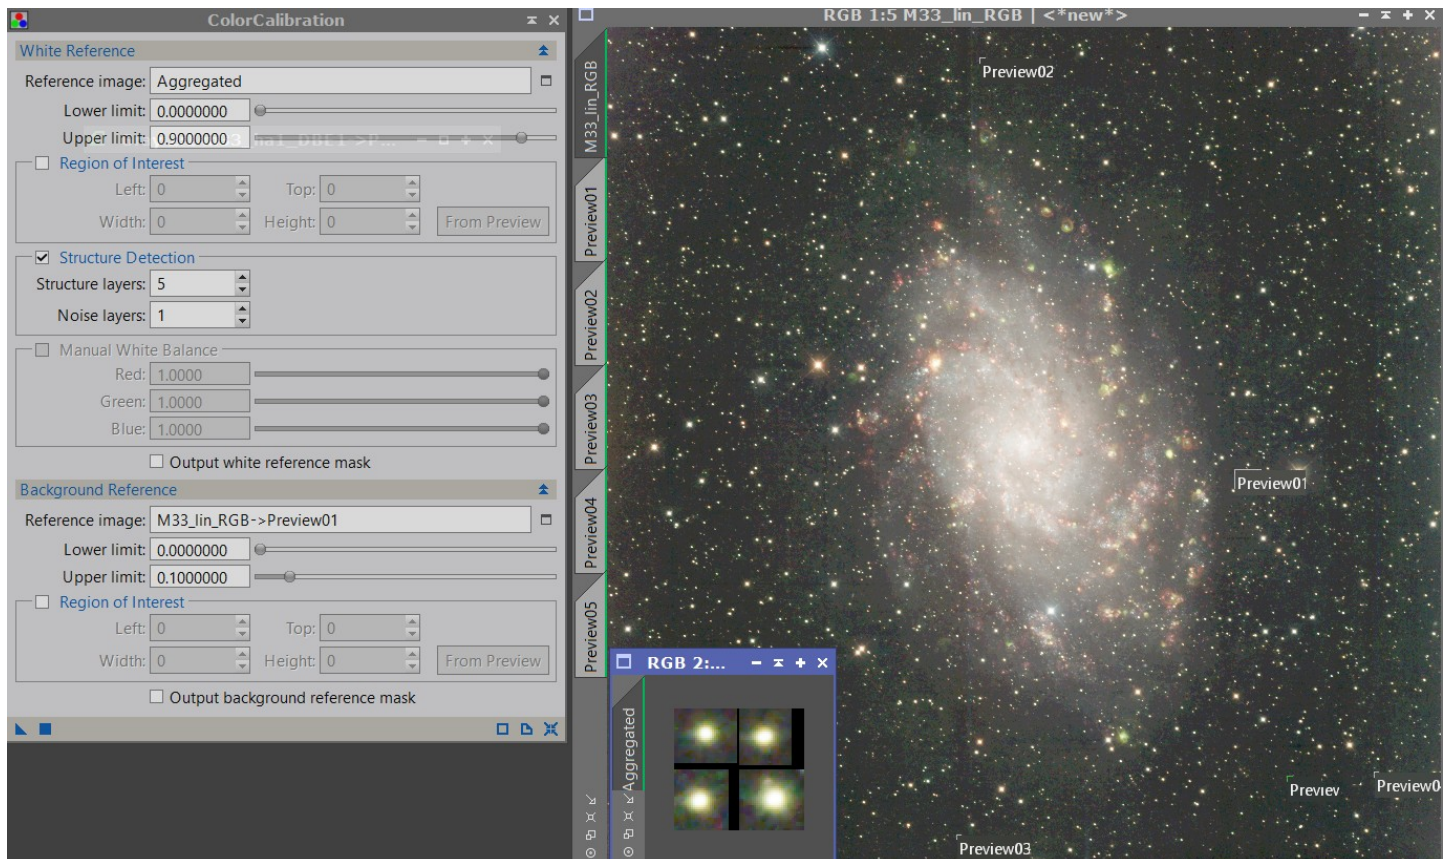 ColorCalibration
White Reference
Reference image: Aggregated
Lower limit: 0.0000000
Upper limit: 0.9000000
Region of Interest
Left: 0 Top: 0
Width: 0 Height: 0 From Preview
Structure Detection
Structure layers: 5
Noise layers: 1
Manual White Balance
Red: 1.0000
Green: 1.0000
Blue: 1.0000
Output white reference mask
Background Reference
Reference image: M33_lin_RGB->Preview01
Lower limit: 0.0000000
Upper limit: 0.1000000
Region of Interest
Left: 0 Top: 0
Width: 0 Height: 0 From Preview
Output background reference mask
RGB 1:5 M33_lin_RGB | <*new*>
M33_lin_RGB
Preview01
Preview02
Preview03
Preview04
Preview05
Preview02
Preview01
Previev
Preview0
Preview03
RGB 2:...
Aggregated